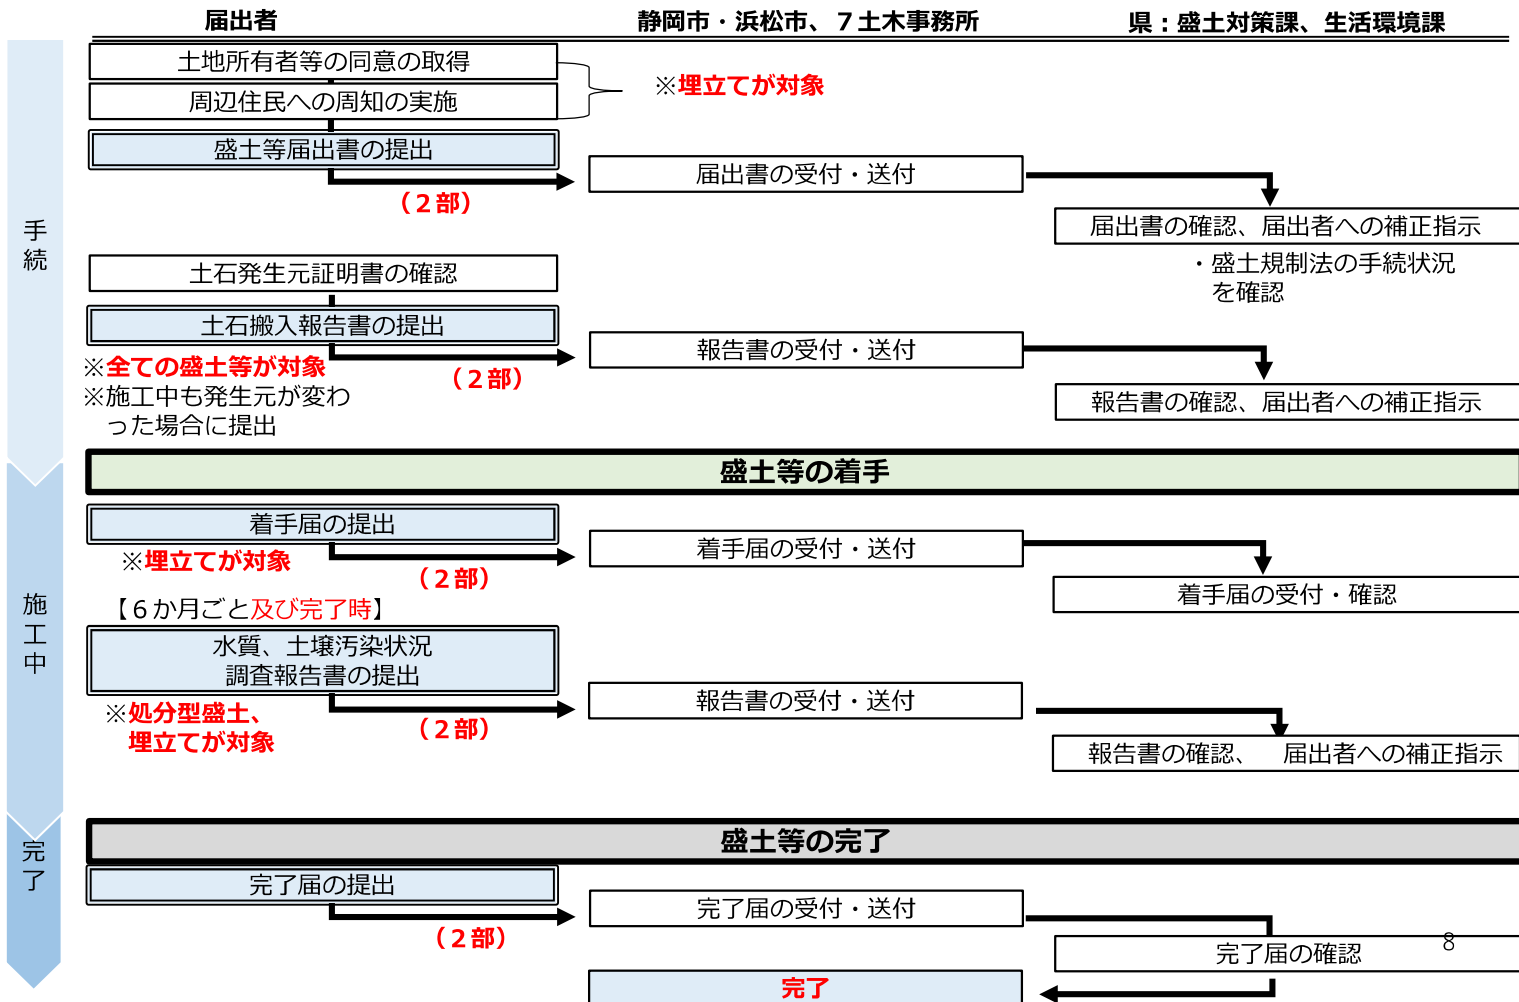 届出者
静岡市・浜松市、７土木事務所
県：盛土対策課、生活環境課
手続
土地所有者等の同意の取得
周辺住民への周知の実施
※埋立てが対象
盛土等届出書の提出
（２部）
届出書の受付・送付
届出書の確認、届出者への補正指示
・盛土規制法の手続状況
を確認
土石発生元証明書の確認
土石搬入報告書の提出
※全ての盛土等が対象
※施工中も発生元が変わ
った場合に提出
（２部）
報告書の受付・送付
報告書の確認、届出者への補正指示
盛土等の着手
施工中
着手届の提出
※埋立てが対象
（２部）
着手届の受付・送付
着手届の受付・確認
【６か月ごと及び完了時】
水質、土壌汚染状況
調査報告書の提出
※処分型盛土、
埋立てが対象
（２部）
報告書の受付・送付
報告書の確認、　届出者への補正指示
盛土等の完了
完了
完了届の提出
（２部）
完了届の受付・送付
完了届の確認
8
完了